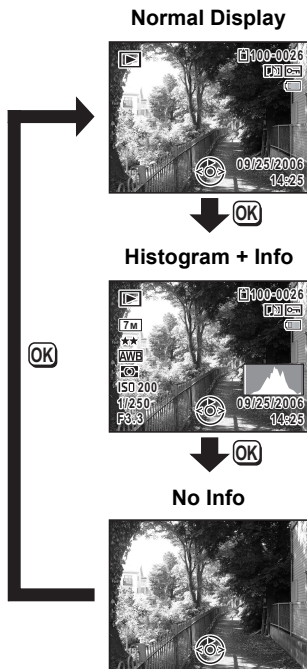 Normal Display
100-0026
09/25/2006
14:25
OK
Histogram + Info
100-0026
7M
AWB
ISO 200
1/250
F3.3
09/25/2006
14:25
OK
OK
No Info